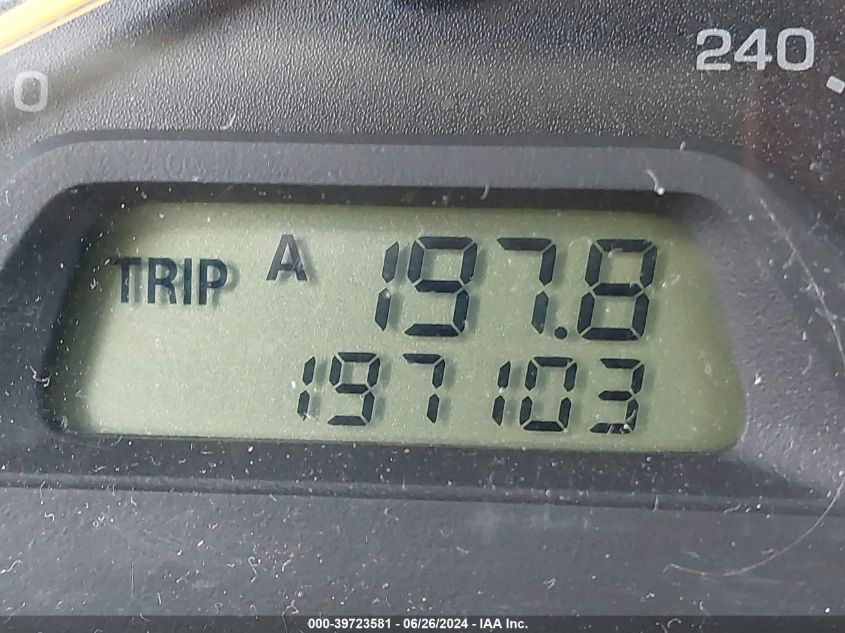 0 240
TRIP A 197.8
197103
000-39723581 - 06/26/2024 - IAA Inc.